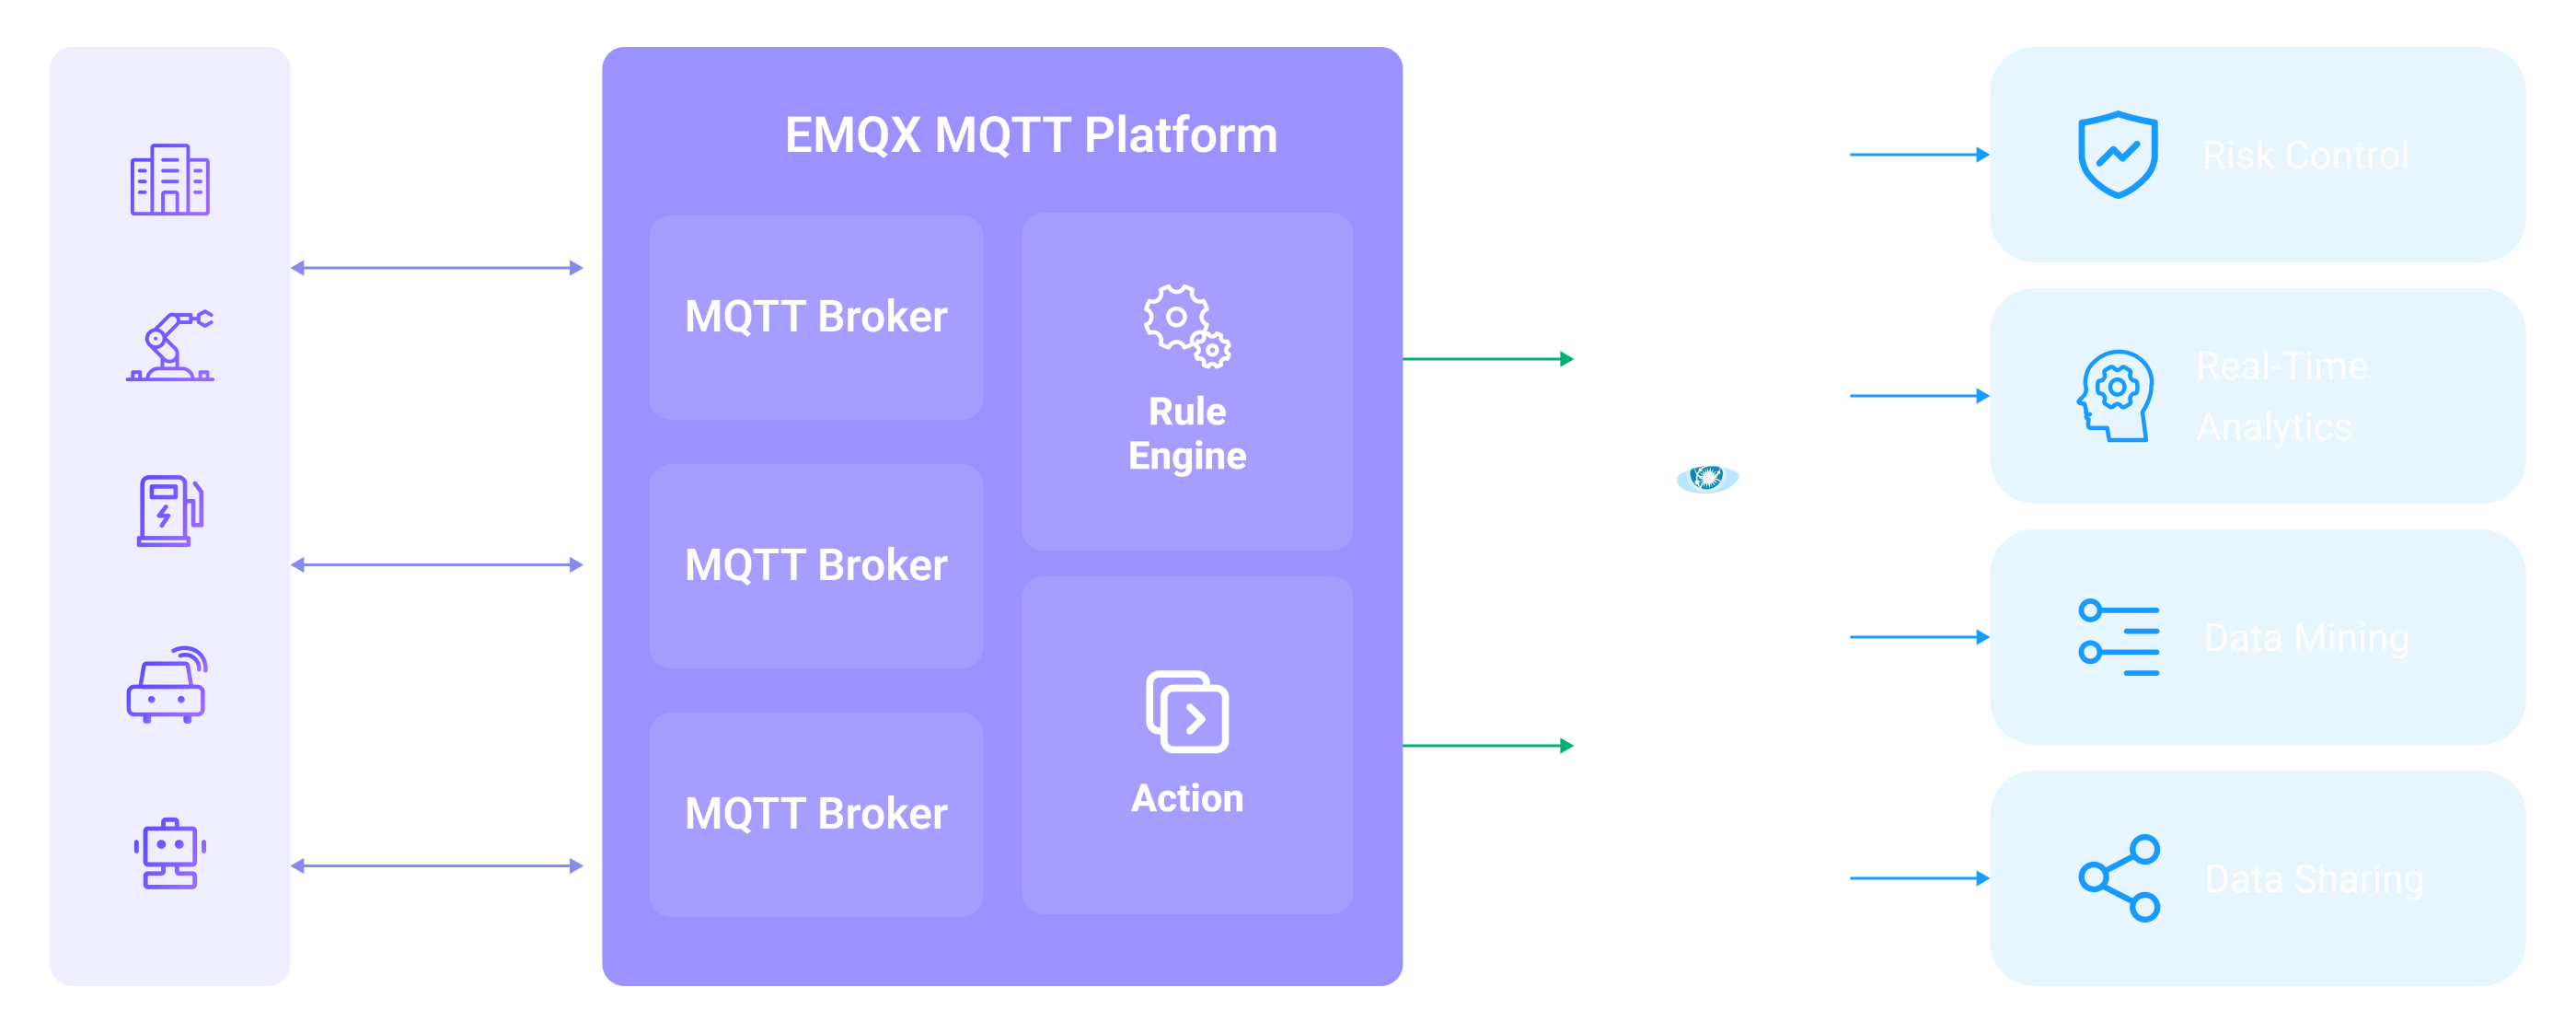 EMQX MQTT Platform
MQTT Broker
MQTT Broker
MQTT Broker
Rule
Engine
Action
Risk Control
Real-Time
Analytics
Data Mining
Data Sharing